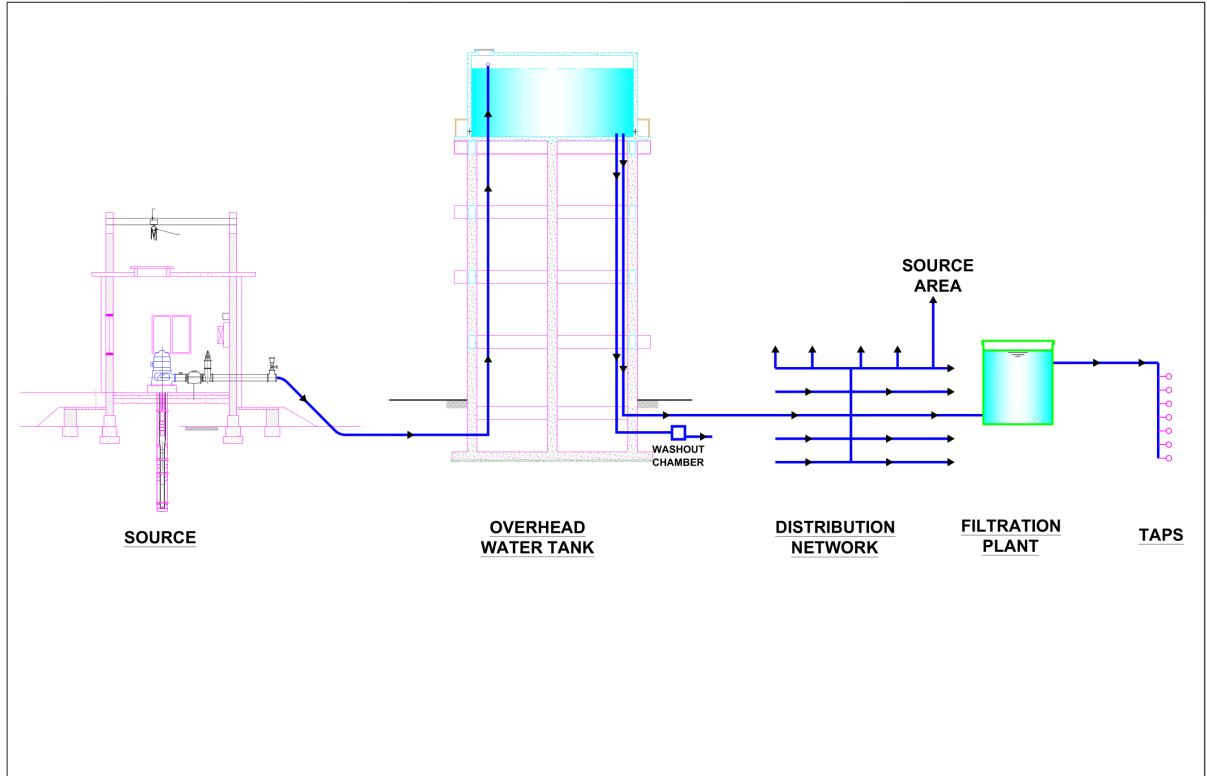 SOURCE
AREA
WASHOUT
CHAMBER
SOURCE
OVERHEAD
WATER TANK
DISTRIBUTION
NETWORK
FILTRATION
PLANT
TAPS